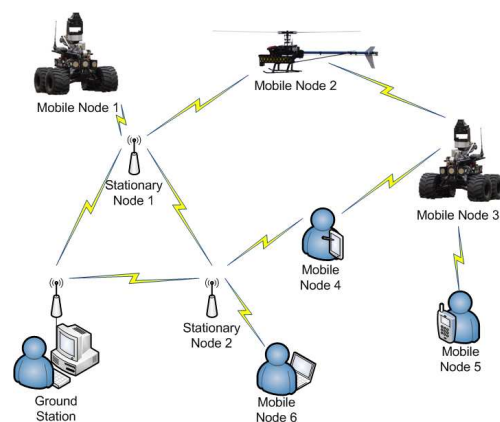 Mobile Node 1
Mobile Node 2
Stationary
Node 1
Mobile Node 3
Mobile
Node 4
Stationary
Node 2
Mobile
Node 5
Ground
Station
Mobile
Node 6